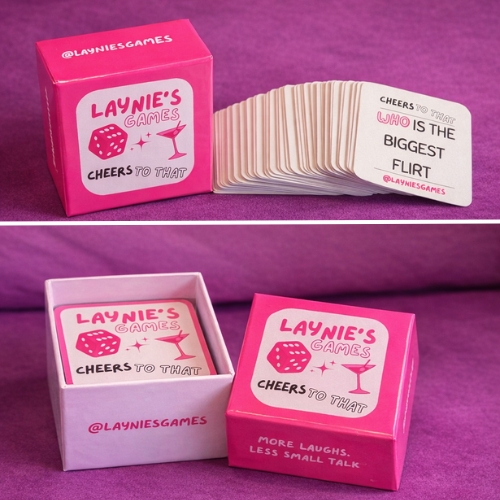 @LAYNIESGAMES
LAYNIE'S
GAMES
CHEERS TO THAT
CHEERS TO THAT
WHO IS THE
BIGGEST
FLIRT
@LAYNIESGAMES
LAYNIE'S
GAMES
CHEERS TO THAT
@LAYNIESGAMES
LAYNIE'S
GAMES
CHEERS TO THAT
MORE LAUGHS.
LESS SMALL TALK